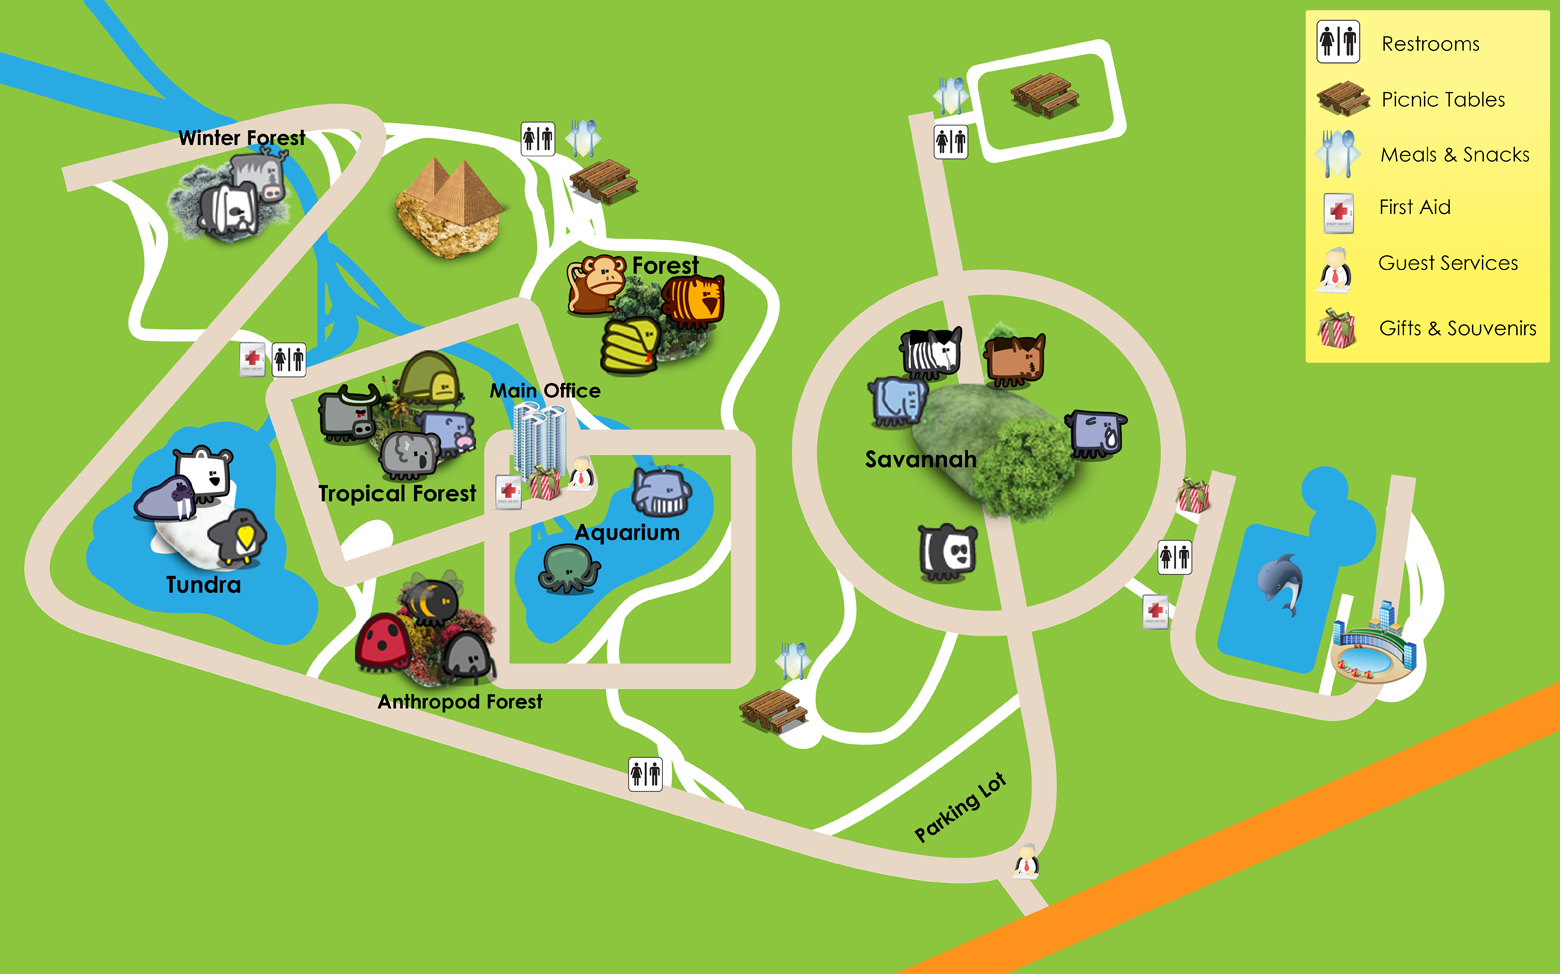 Restrooms
Picnic Tables
Meals & Snacks
First Aid
Guest Services
Gifts & Souvenirs
Winter Forest
Forest
Main Office
Tropical Forest
Savannah
Aquarium
Tundra
Anthropod Forest
Parking Lot